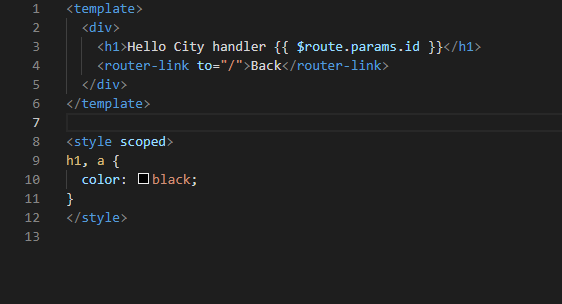 1 <template>
2   <div>
3     <h1>Hello City handler {{ $route.params.id }}</h1>
4     <router-link to="/">Back</router-link>
5   </div>
6 </template>
7
8 <style scoped>
9 h1, a {
10   color: black;
11 }
12 </style>
13